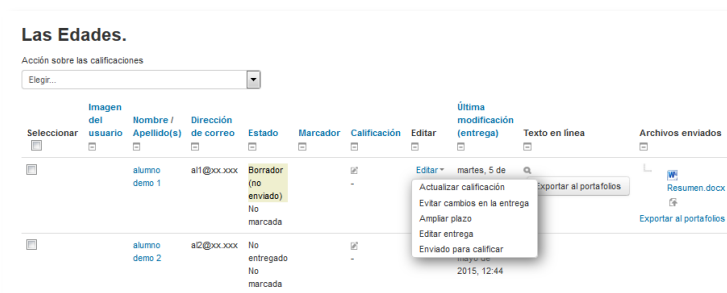 Las Edades.
Acción sobre las calificaciones
Elegir...
Seleccionar
Imagen
del
usuario
Nombre /
Apellido(s)
Dirección
de correo
Estado
Marcador
Calificación
Editar
Última
modificación
(entrega)
Texto en línea
Archivos enviados
alumno
demo 1
al1@xx.xxx
Borrador
(no
enviado)
No
marcada
-
Editar
martes, 5 de
Actualizar calificación
Evitar cambios en la entrega
Ampliar plazo
Editar entrega
Enviado para calificar
Exportar al portafolios
Resumen.docx
Exportar al portafolios
alumno
demo 2
al2@xx.xxx
No
entregado
No
marcada
-
mayo de
2015, 12:44